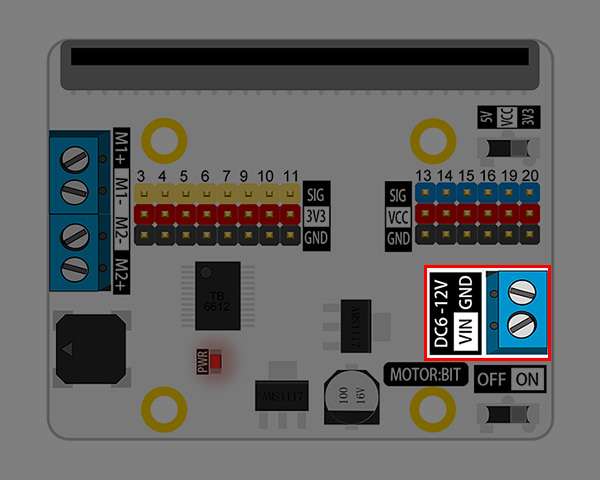 5V VCC 3V3
M1+ M1- M2- M2+
3 4 5 6 7 9 10 11
SIG
3V3
GND
13 14 15 16 19 20
SIG
VCC
GND
TB
6612
DC6 -12V
VIN GND
AMS1117
PWR
MOTOR:BIT
OFF ON
AMS1117
100
16V